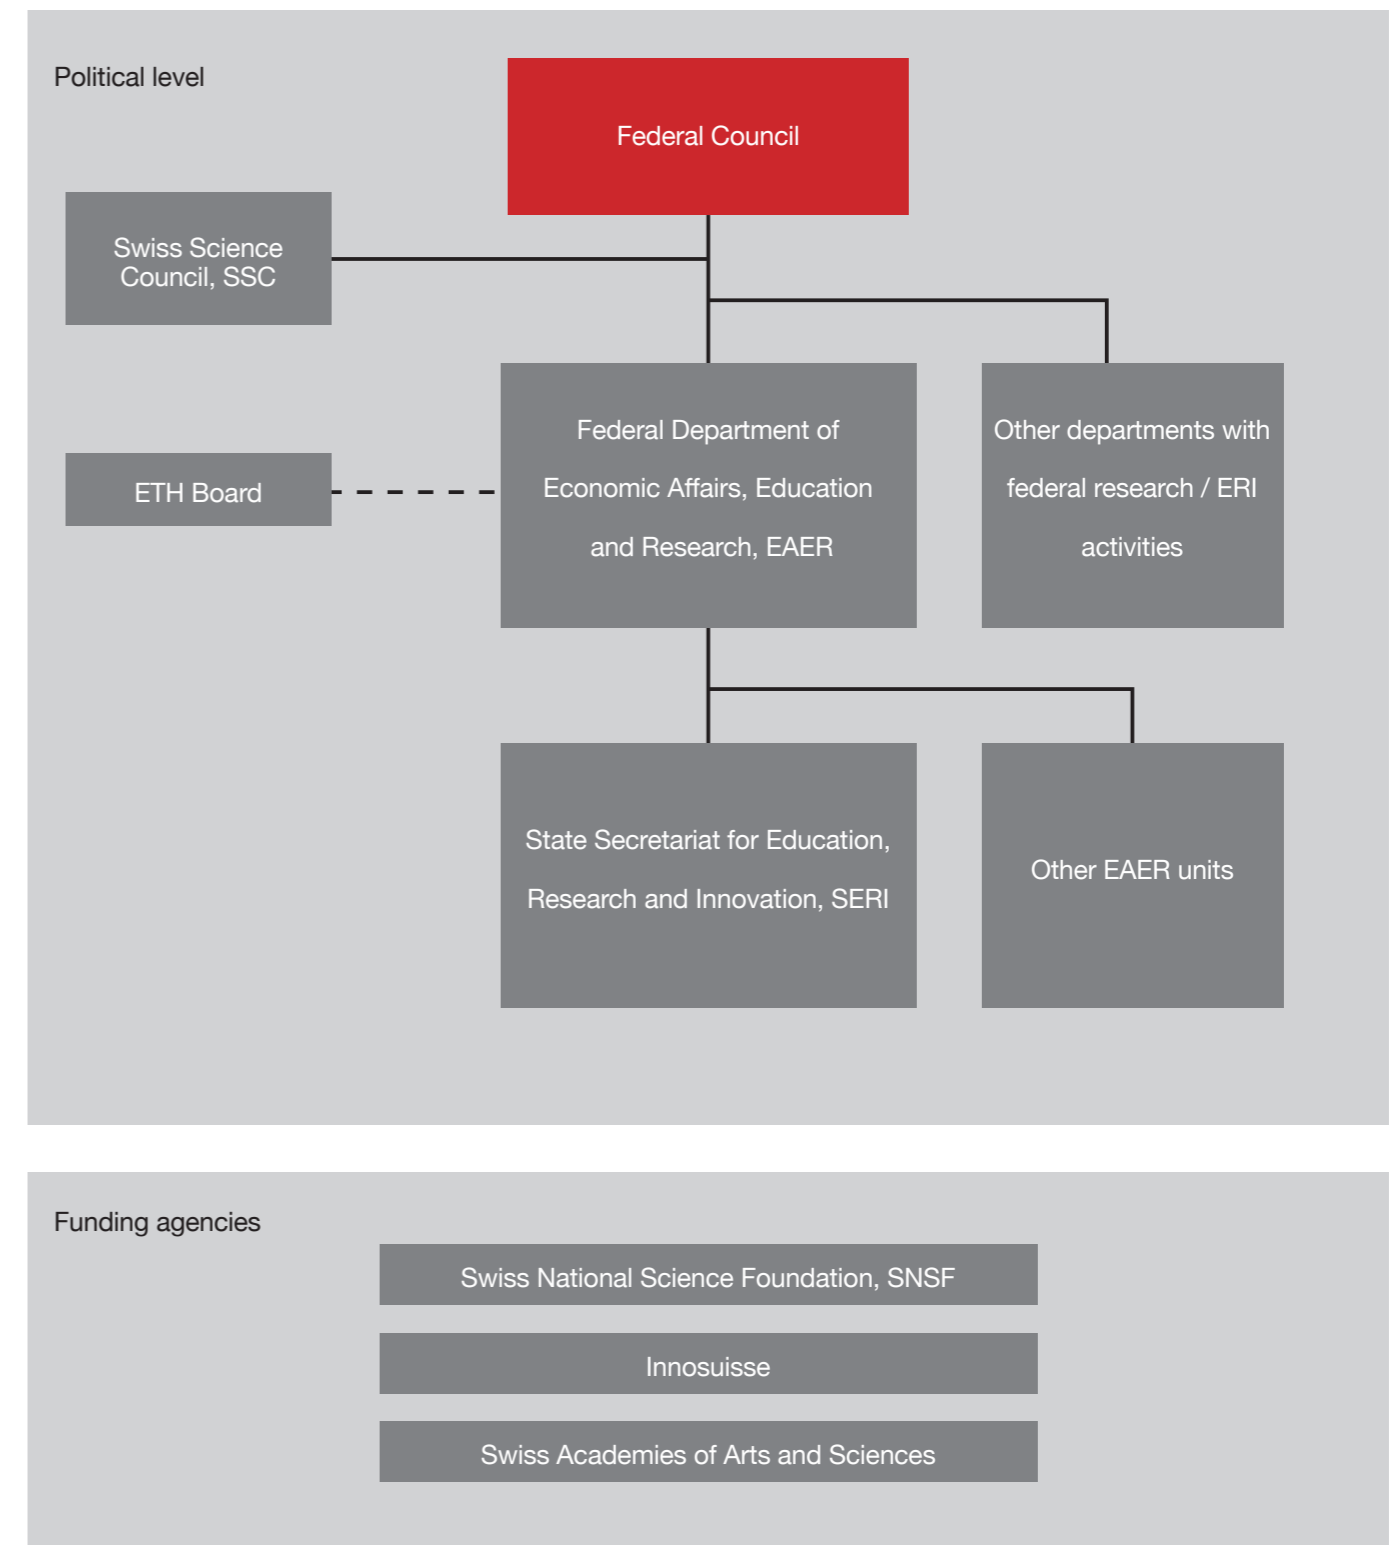 Political level
Federal Council
Swiss Science
Council, SSC
Federal Department of
Economic Affairs, Education
and Research, EAER
Other departments with
federal research / ERI
activities
ETH Board
State Secretariat for Education,
Research and Innovation, SERI
Other EAER units
Funding agencies
Swiss National Science Foundation, SNSF
Innosuisse
Swiss Academies of Arts and Sciences